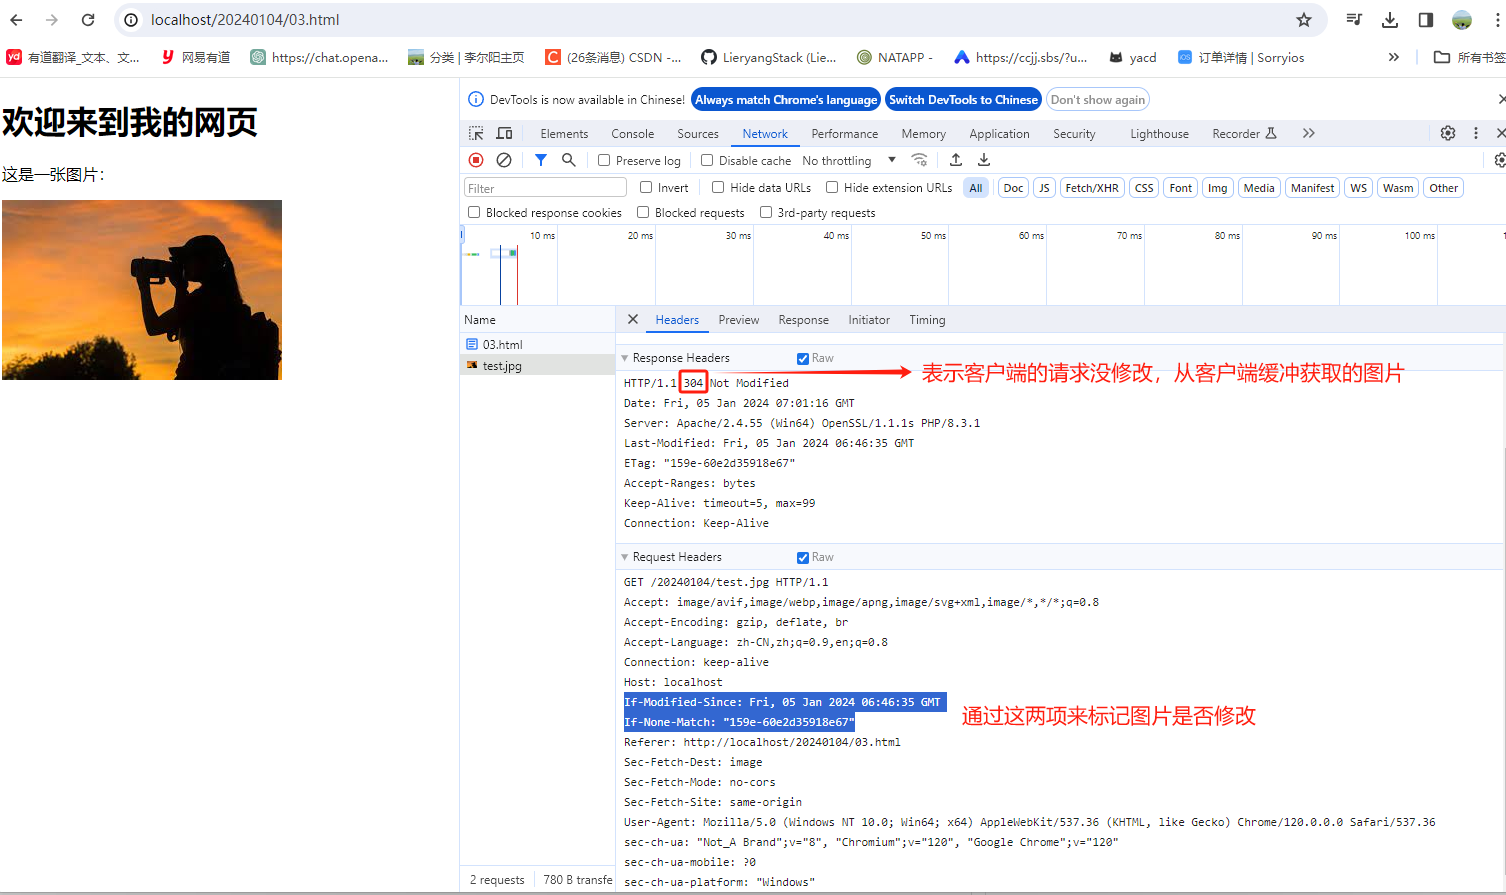 localhost/20240104/03.html
有道翻译_文本、文...
网易有道
https://chat.opena...
分类 | 李尔阳主页
(26条消息) CSDN -...
LieryangStack (Lie...
NATAPP -
https://ccjj.sbs/?u...
yacd
订单详情 | Sorryios
所有书签
欢迎来到我的网页
这是一张图片：
DevTools is now available in Chinese!
Always match Chrome's language
Switch DevTools to Chinese
Don't show again
Elements Console Sources Network Performance Memory Application Security Lighthouse Recorder
Preserve log Disable cache No throttling
Filter Invert Hide data URLs Hide extension URLs All Doc JS Fetch/XHR CSS Font Img Media Manifest WS Wasm Other
Blocked response cookies Blocked requests 3rd-party requests
10 ms 20 ms 30 ms 40 ms 50 ms 60 ms 70 ms 80 ms 90 ms 100 ms
Name
03.html
test.jpg
Headers Preview Response Initiator Timing
Response Headers Raw
HTTP/1.1 304 Not Modified
表示客户端的请求没修改，从客户端缓冲获取的图片
Date: Fri, 05 Jan 2024 07:01:16 GMT
Server: Apache/2.4.55 (Win64) OpenSSL/1.1.1s PHP/8.3.1
Last-Modified: Fri, 05 Jan 2024 06:46:35 GMT
ETag: "159e-60e2d35918e67"
Accept-Ranges: bytes
Keep-Alive: timeout=5, max=99
Connection: Keep-Alive
Request Headers Raw
GET /20240104/test.jpg HTTP/1.1
Accept: image/avif,image/webp,image/apng,image/svg+xml,image/*,*/*;q=0.8
Accept-Encoding: gzip, deflate, br
Accept-Language: zh-CN,zh;q=0.9,en;q=0.8
Connection: keep-alive
Host: localhost
If-Modified-Since: Fri, 05 Jan 2024 06:46:35 GMT
If-None-Match: "159e-60e2d35918e67"
通过这两项来标记图片是否修改
Referer: http://localhost/20240104/03.html
Sec-Fetch-Dest: image
Sec-Fetch-Mode: no-cors
Sec-Fetch-Site: same-origin
User-Agent: Mozilla/5.0 (Windows NT 10.0; Win64; x64) AppleWebKit/537.36 (KHTML, like Gecko) Chrome/120.0.0.0 Safari/537.36
sec-ch-ua: "Not_A Brand";v="8", "Chromium";v="120", "Google Chrome";v="120"
sec-ch-ua-mobile: ?0
sec-ch-ua-platform: "Windows"
2 requests 780 B transfe